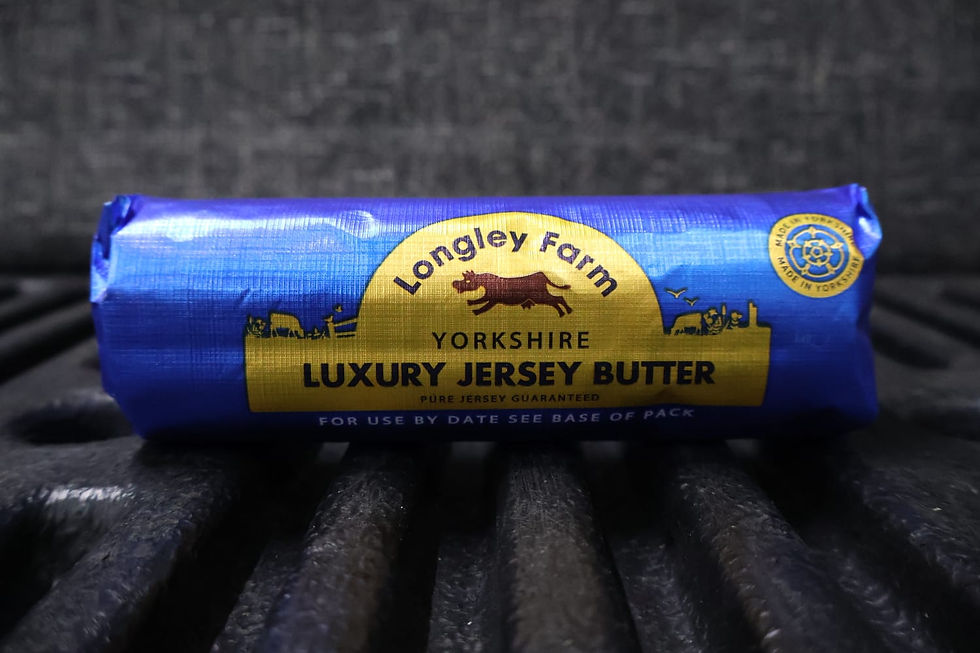 Longley Farm
YORKSHIRE
LUXURY JERSEY BUTTER
PURE JERSEY GUARANTEED
FOR USE BY DATE SEE BASE OF PACK
MADE IN YORKSHIRE
MADE IN YORKSHIRE